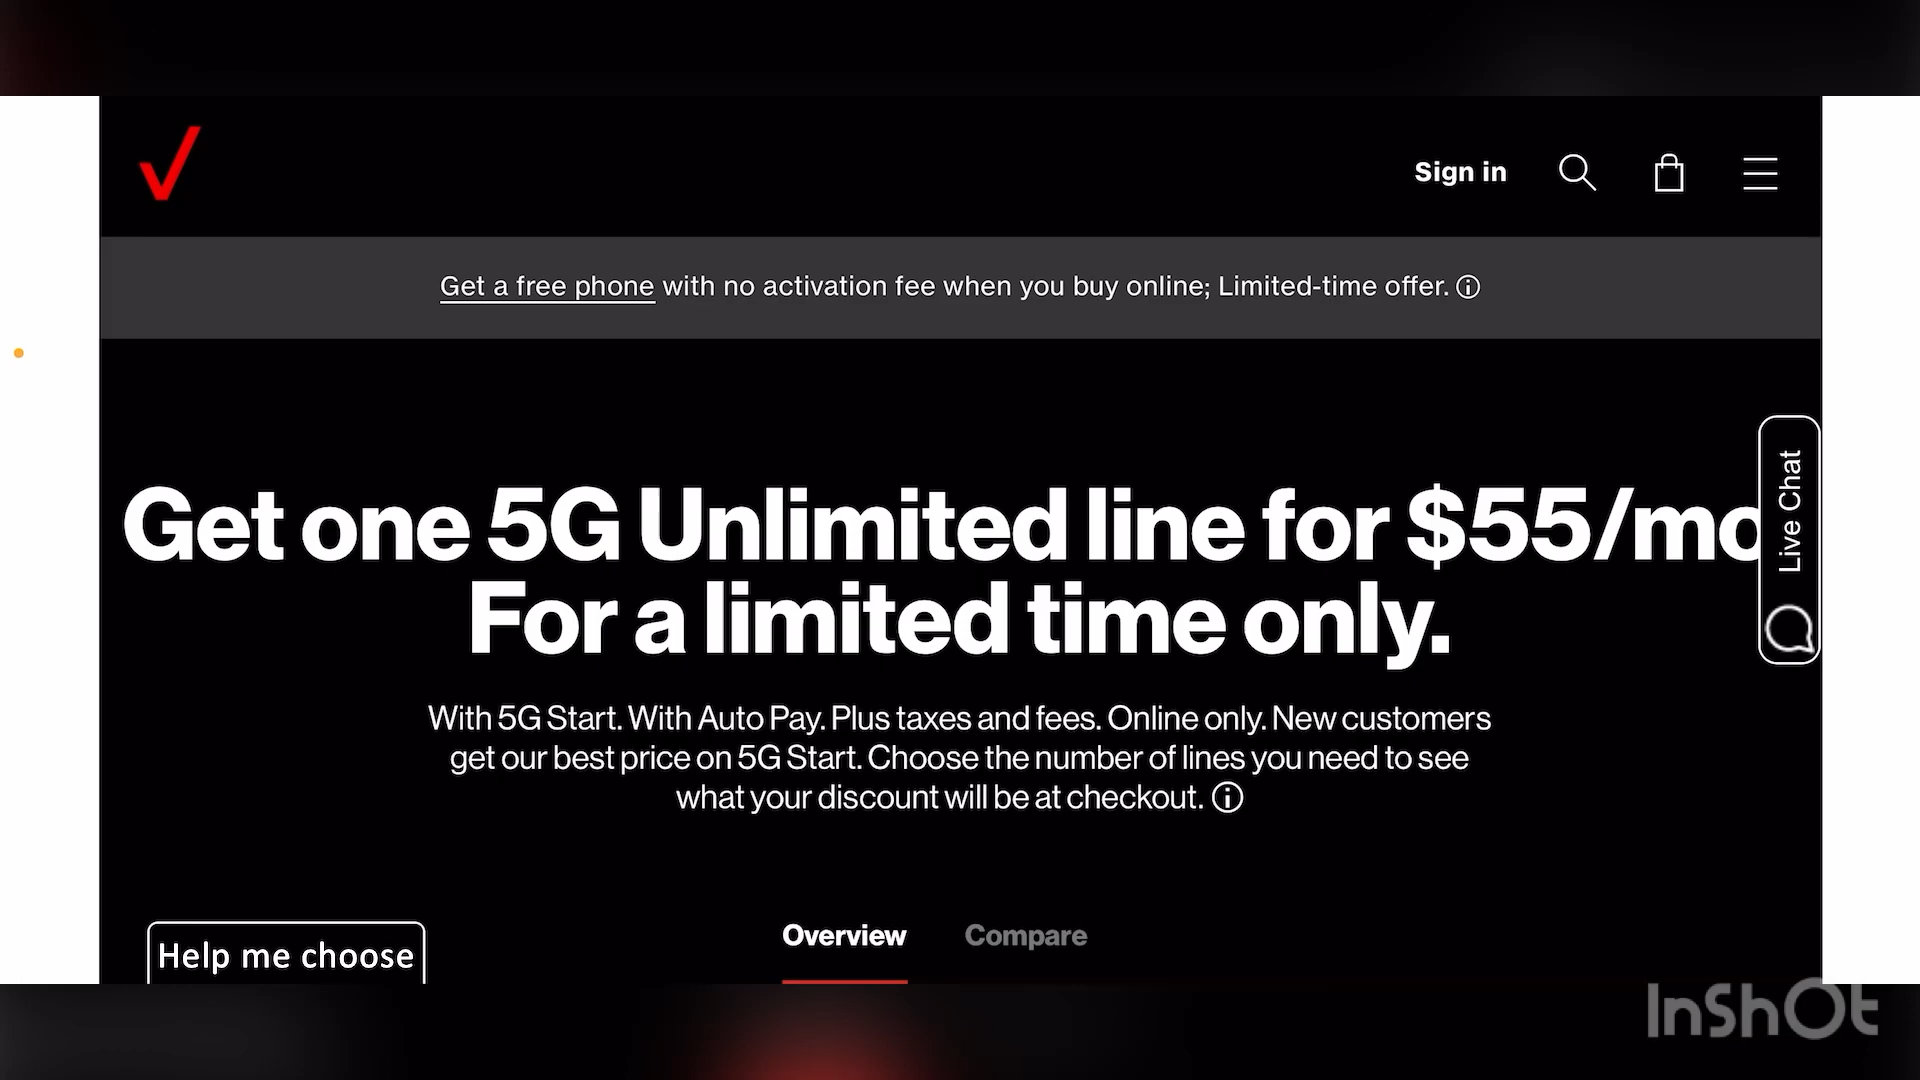 Sign in
Get a free phone with no activation fee when you buy online; Limited-time offer.
Get one 5G Unlimited line for $55/mo
For a limited time only.
Live Chat
With 5G Start. With Auto Pay. Plus taxes and fees. Online only. New customers
get our best price on 5G Start. Choose the number of lines you need to see
what your discount will be at checkout.
Overview
Compare
Help me choose
InShOt